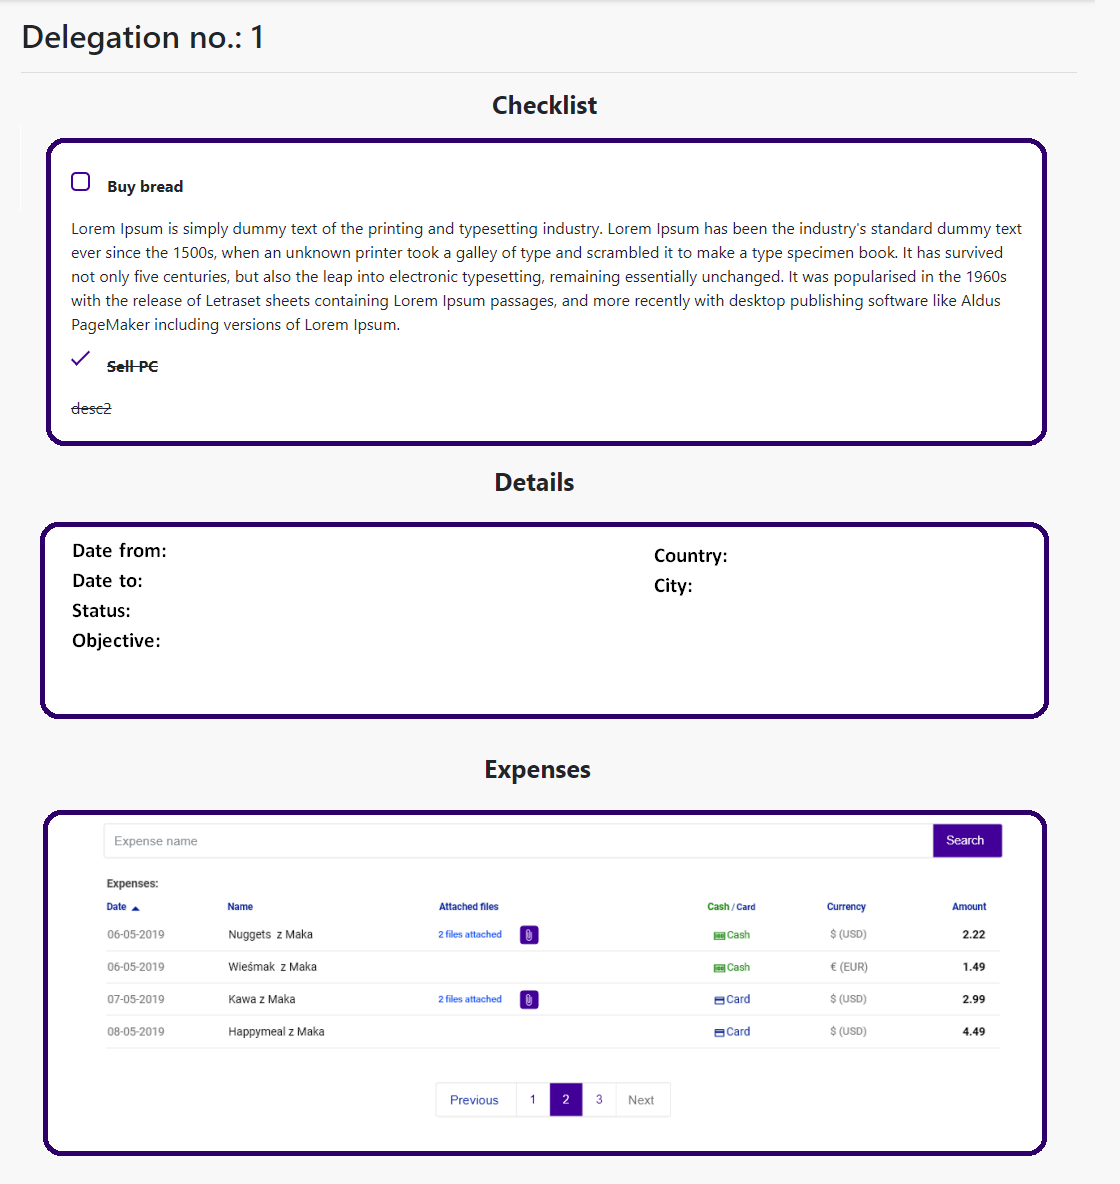 Delegation no.: 1
Checklist
Buy bread
Lorem Ipsum is simply dummy text of the printing and typesetting industry. Lorem Ipsum has been the industry's standard dummy text
ever since the 1500s, when an unknown printer took a galley of type and scrambled it to make a type specimen book. It has survived
not only five centuries, but also the leap into electronic typesetting, remaining essentially unchanged. It was popularised in the 1960s
with the release of Letraset sheets containing Lorem Ipsum passages, and more recently with desktop publishing software like Aldus
PageMaker including versions of Lorem Ipsum.
Sell PC
desc2
Details
Date from:
Date to:
Status:
Objective:
Country:
City:
Expenses
Expense name Search
Expenses:
Date Name Attached files Cash / Card Currency Amount
06-05-2019 Nuggets z Maka 2 files attached Cash $ (USD) 2.22
06-05-2019 Wieśmak z Maka Cash € (EUR) 1.49
07-05-2019 Kawa z Maka 2 files attached Card $ (USD) 2.99
08-05-2019 Happymeal z Maka Card $ (USD) 4.49
Previous 1 2 3 Next